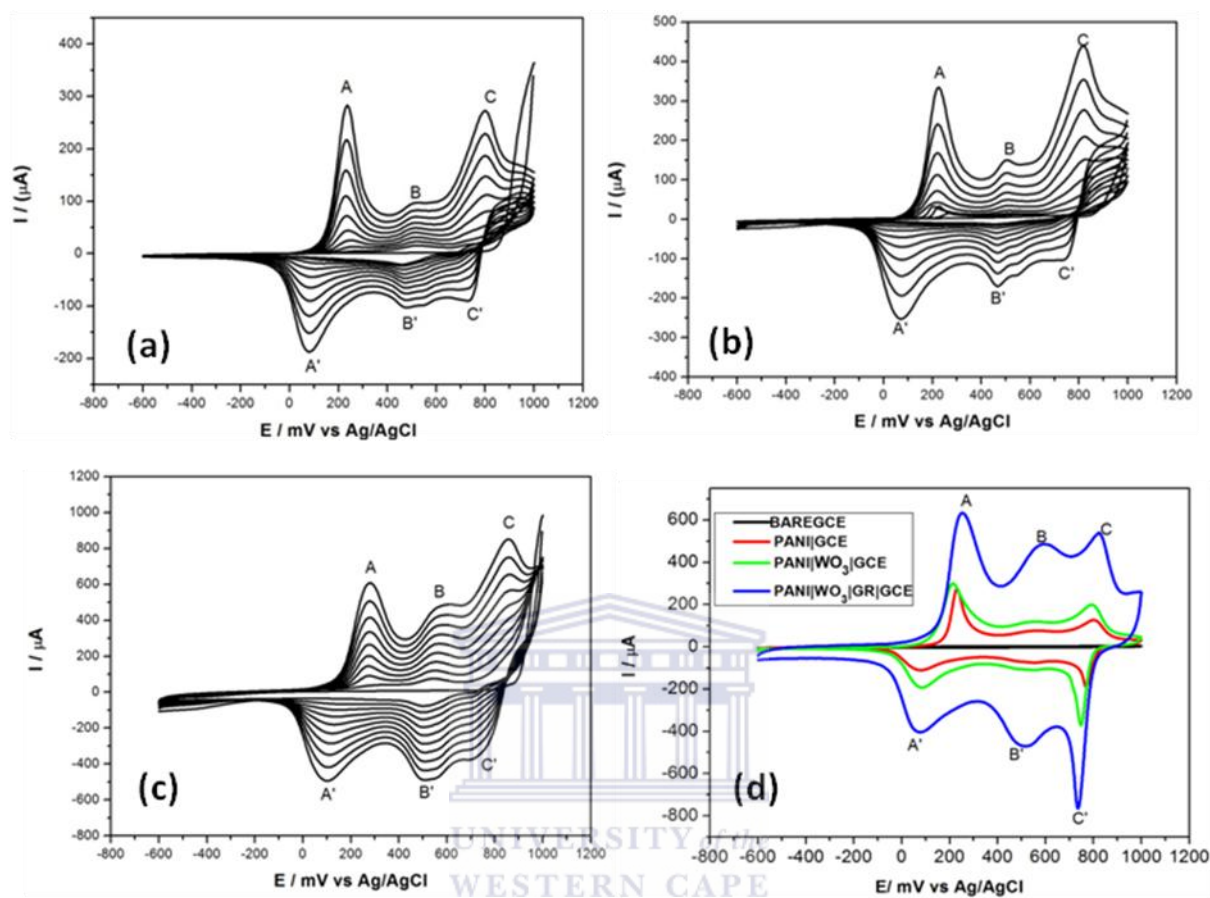 400
300
200
100
0
-100
-200
I / (µA)
A
B
C
A'
B'
C'
(a)
-800 -600 -400 -200 0 200 400 600 800 1000 1200
E / mV vs Ag/AgCl
500
400
300
200
100
0
-100
-200
-300
-400
I / (µA)
A
B
C
A'
B'
C'
(b)
-800 -600 -400 -200 0 200 400 600 800 1000 1200
E / mV vs Ag/AgCl
1200
1000
800
600
400
200
0
-200
-400
-600
-800
I / µA
A
B
C
A'
B'
C'
(c)
-800 -600 -400 -200 0 200 400 600 800 1000 1200
E / mV vs Ag/AgCl
600
400
200
0
-200
-400
-600
-800
I / µA
BAREGCE
PANI|GCE
PANI|WO₃|GCE
PANI|WO₃|GR|GCE
A
B
C
A'
B'
C'
(d)
-600 -400 -200 0 200 400 600 800 1000 1200
E/ mV vs Ag/AgCl
UNIVERSITY of the
WESTERN CAPE